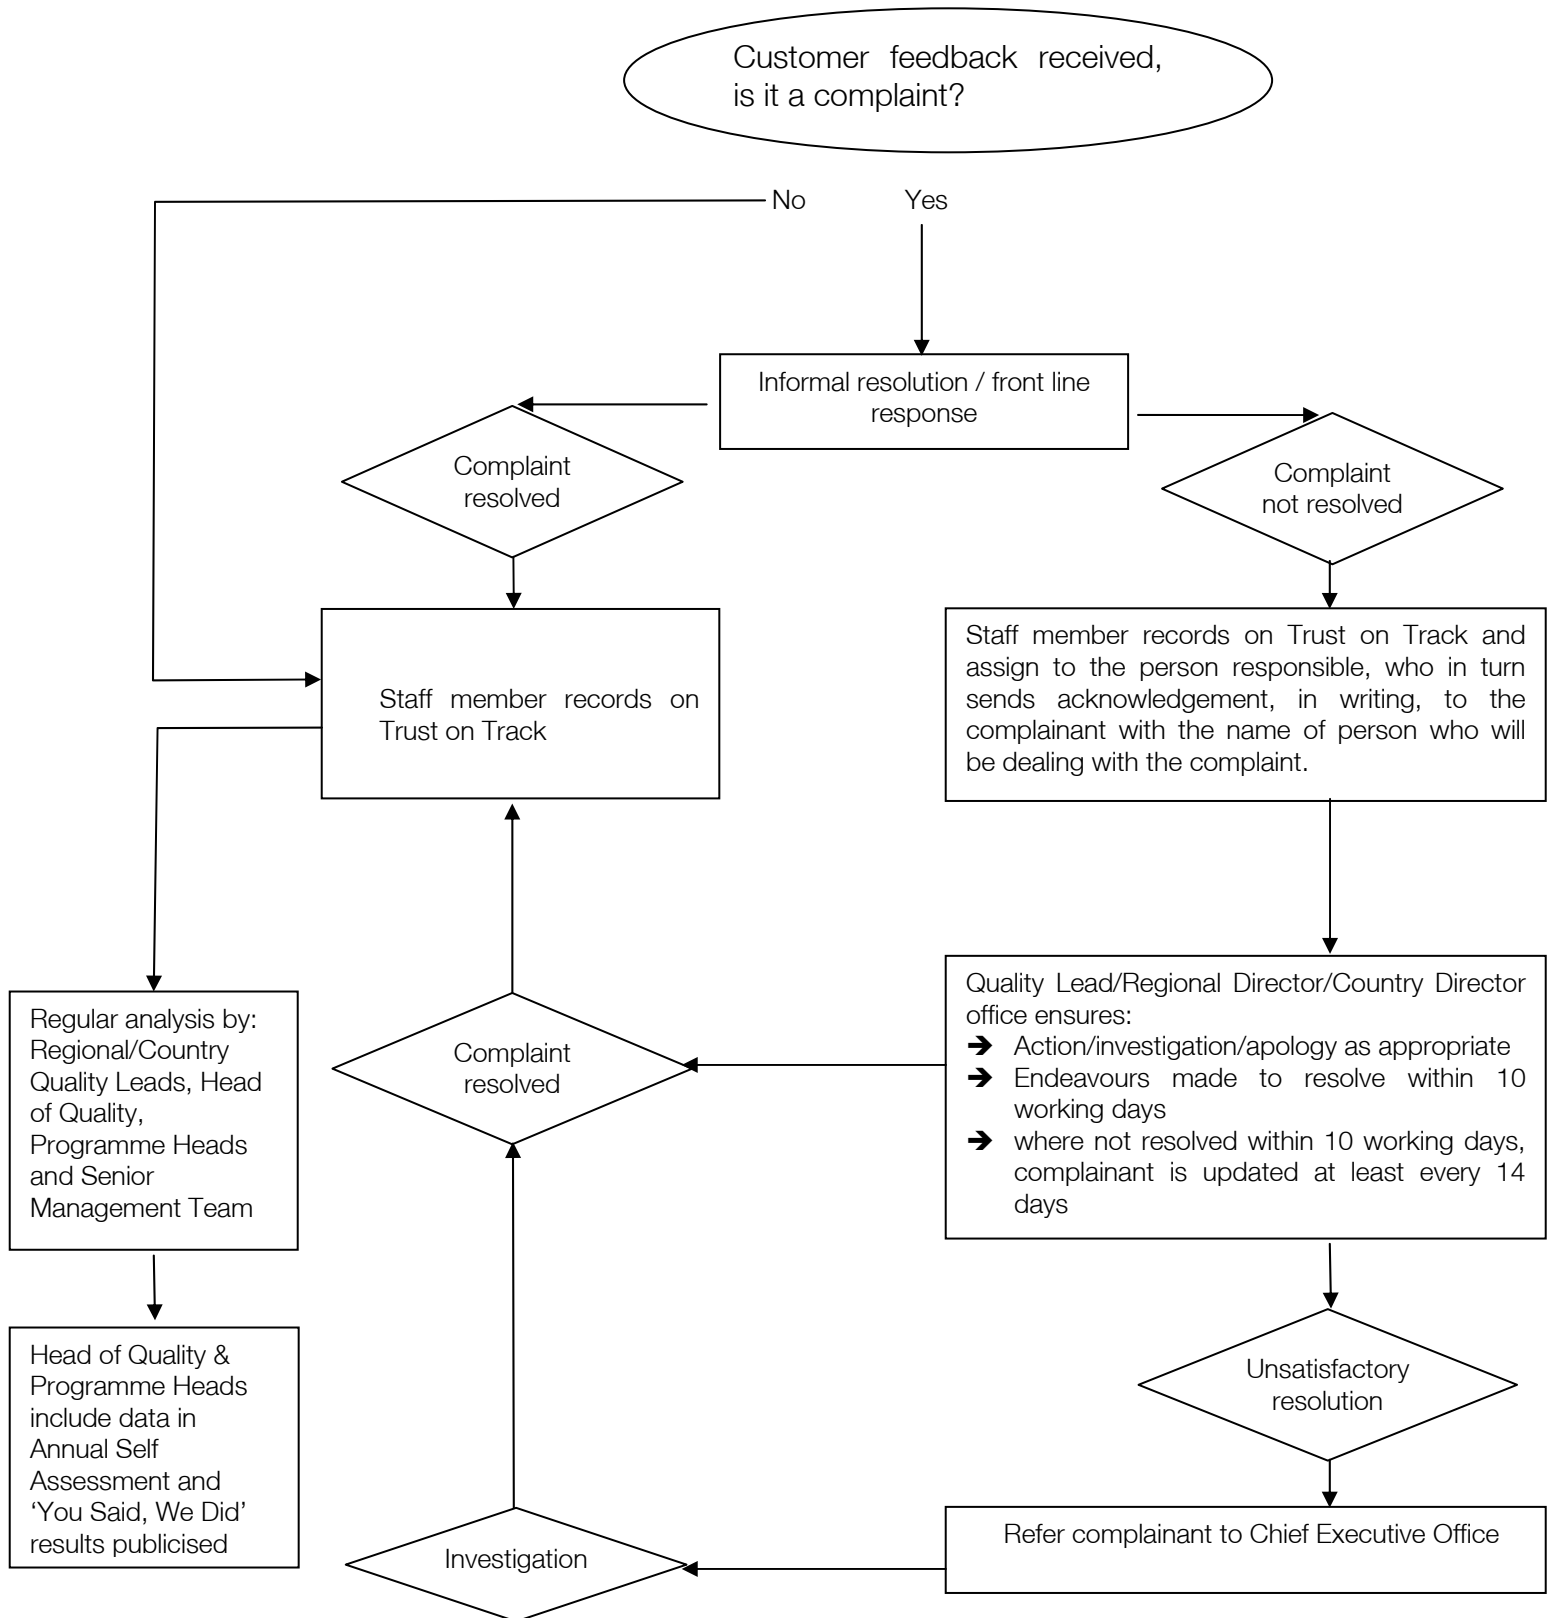 Customer feedback received,
is it a complaint?
No
Yes
Informal resolution / front line
response
Complaint
resolved
Complaint
not resolved
Staff member records on
Trust on Track
Staff member records on Trust on Track and
assign to the person responsible, who in turn
sends acknowledgement, in writing, to the
complainant with the name of person who will
be dealing with the complaint.
Regular analysis by:
Regional/Country
Quality Leads, Head
of Quality,
Programme Heads
and Senior
Management Team
Complaint
resolved
Quality Lead/Regional Director/Country Director
office ensures:
➔ Action/investigation/apology as appropriate
➔ Endeavours made to resolve within 10
working days
➔ where not resolved within 10 working days,
complainant is updated at least every 14
days
Head of Quality &
Programme Heads
include data in
Annual Self
Assessment and
‘You Said, We Did’
results publicised
Unsatisfactory
resolution
Investigation
Refer complainant to Chief Executive Office